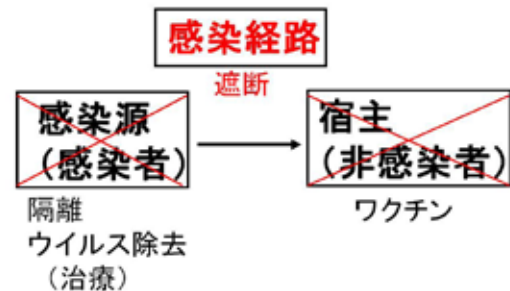 感染経路
遮断
感染源
(感染者)
宿主
(非感染者)
隔離
ウイルス除去
(治療)
ワクチン